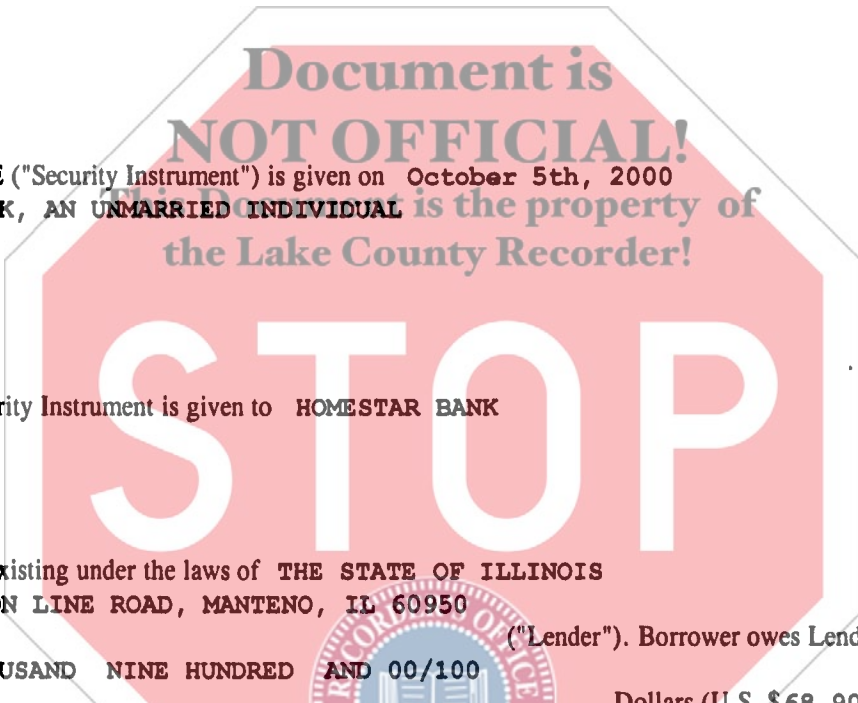 Document is
NOT OFFICIAL!
E ("Security Instrument") is given on October 5th, 2000
This Document is the property of
K, AN UNMARRIED INDIVIDUAL
the Lake County Recorder!
STOP
rity Instrument is given to HOMESTAR BANK
xisting under the laws of THE STATE OF ILLINOIS
N LINE ROAD, MANTENO, IL 60950
RECORDER'S OFFICE
("Lender"). Borrower owes Lend
USAND NINE HUNDRED AND 00/100
Dollars (U.S. $68,90